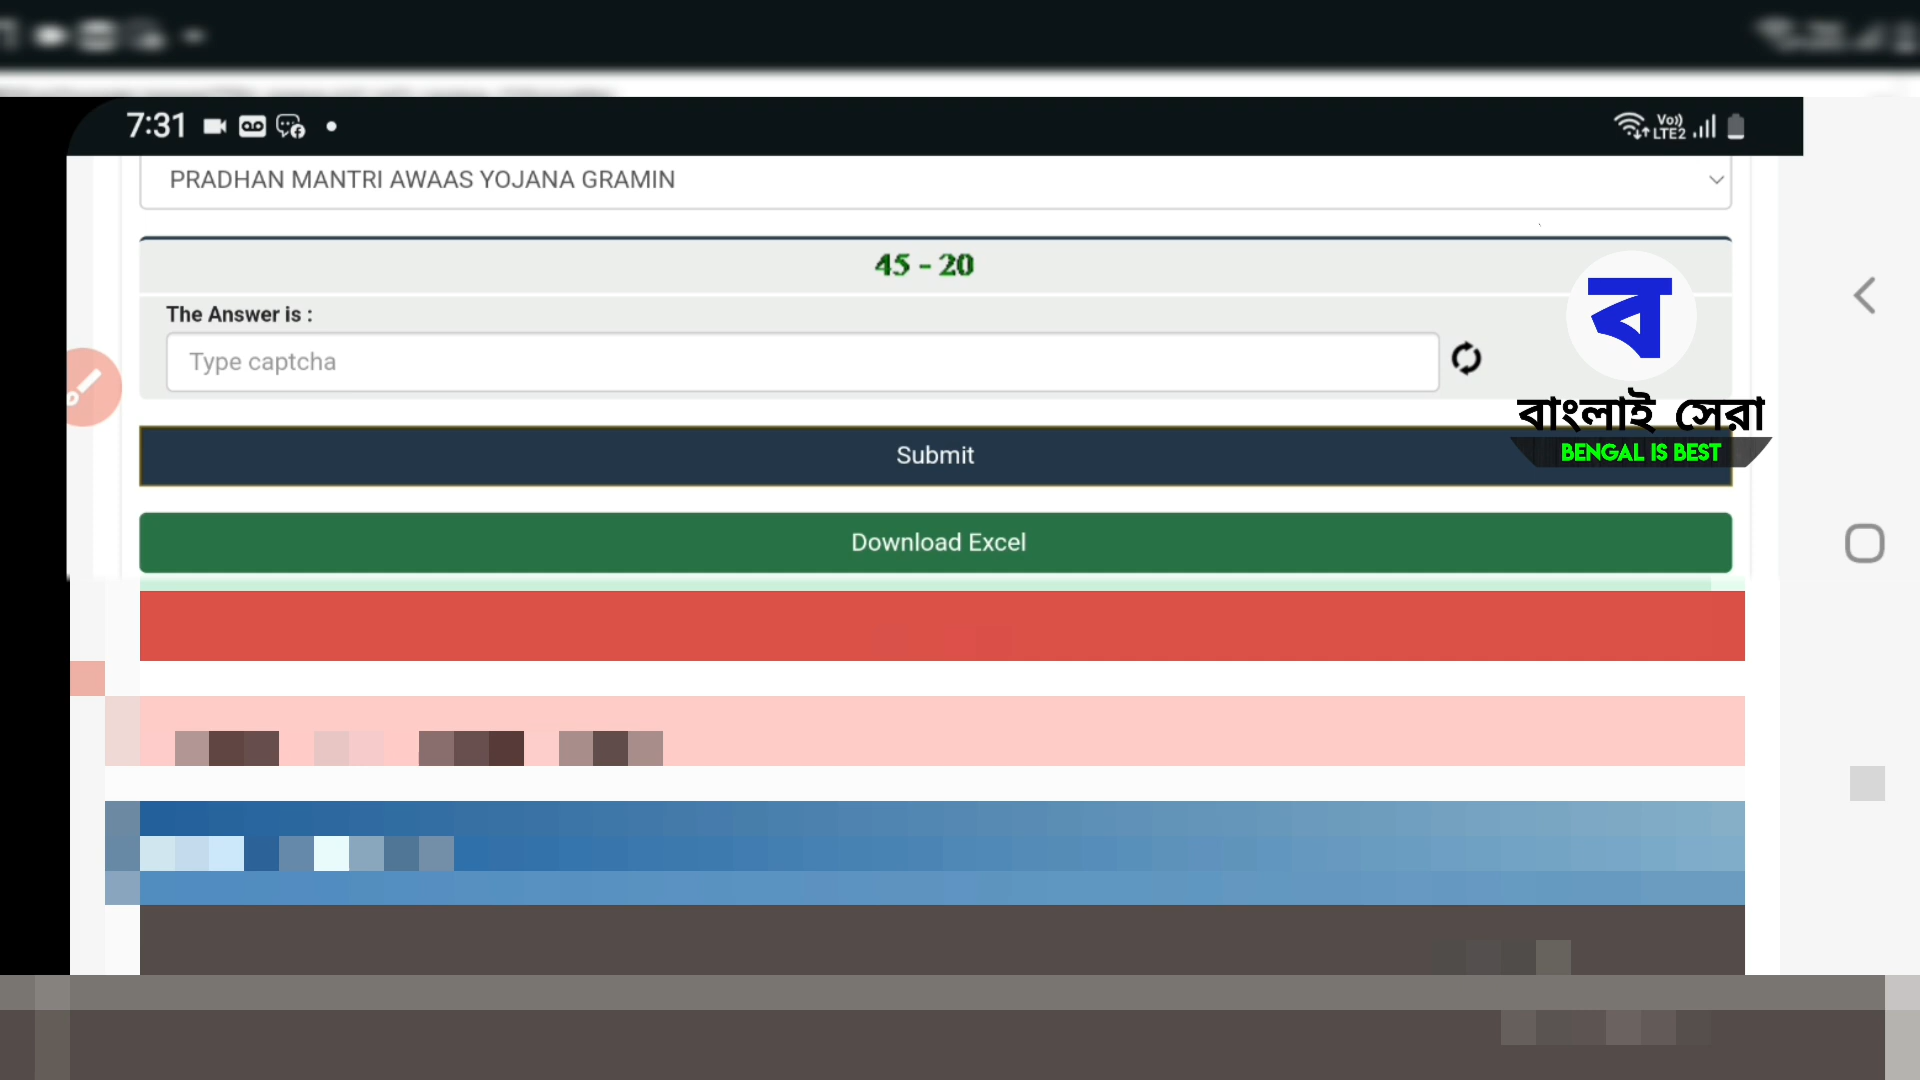 7:31
Vo))
LTE2
PRADHAN MANTRI AWAAS YOJANA GRAMIN
45 - 20
The Answer is :
Type captcha
ব
বাংলাই সেরা
BENGAL IS BEST
Submit
Download Excel